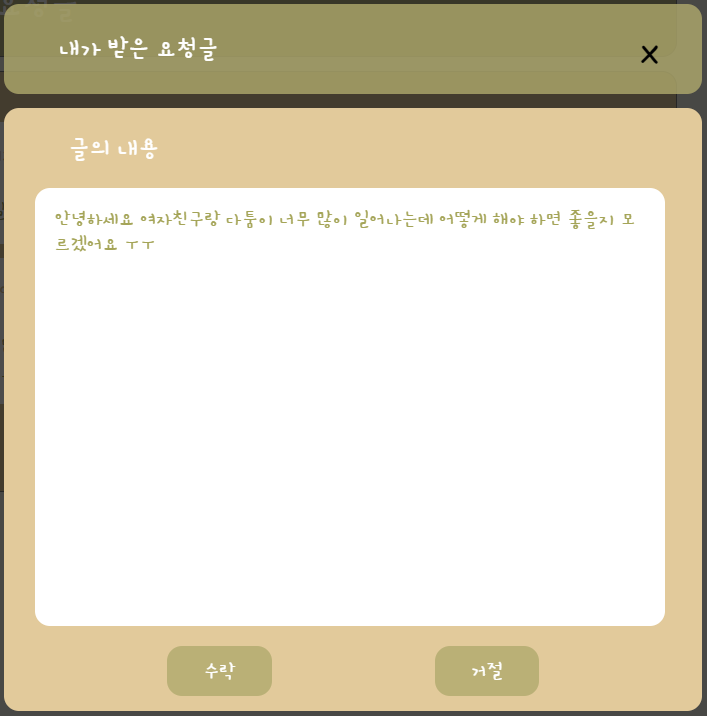 내가 받은 요청글
X
글의 내용
안녕하세요 여자친구랑 다툼이 너무 많이 일어나는데 어떻게 해야 하면 좋을지 모
르겠어요 ㅜㅜ
수락
거절